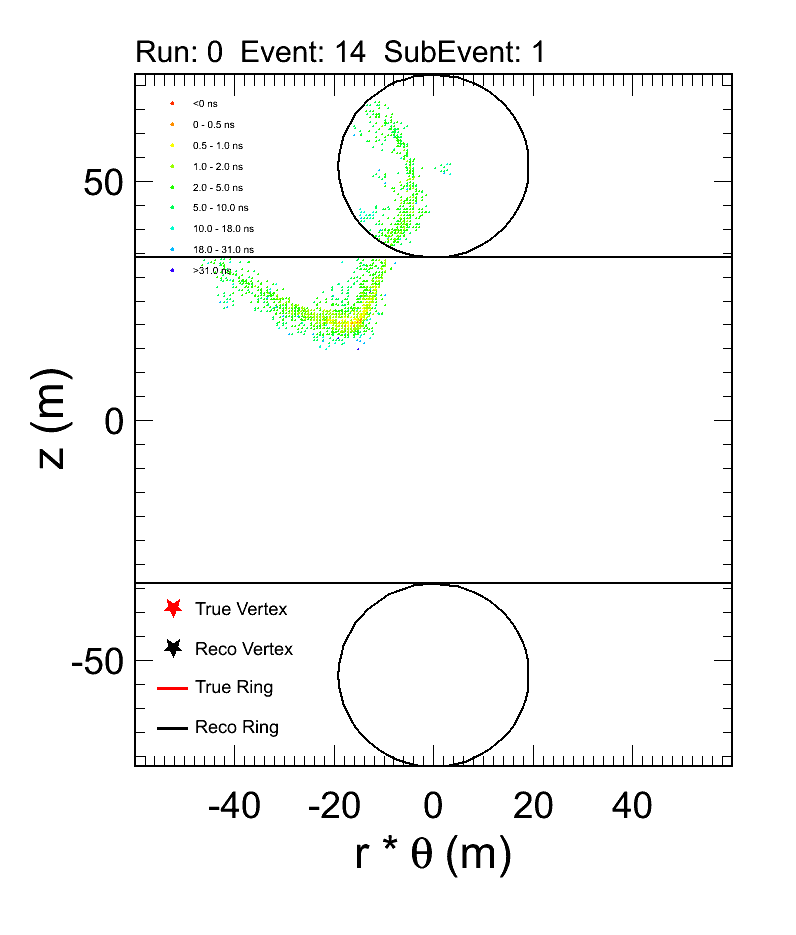 Run: 0 Event: 14 SubEvent: 1
<0 ns
0 - 0.5 ns
0.5 - 1.0 ns
1.0 - 2.0 ns
2.0 - 5.0 ns
5.0 - 10.0 ns
10.0 - 18.0 ns
18.0 - 31.0 ns
>31.0 ns
50
0
-50
z (m)
True Vertex
Reco Vertex
True Ring
Reco Ring
-40 -20 0 20 40
r * θ (m)